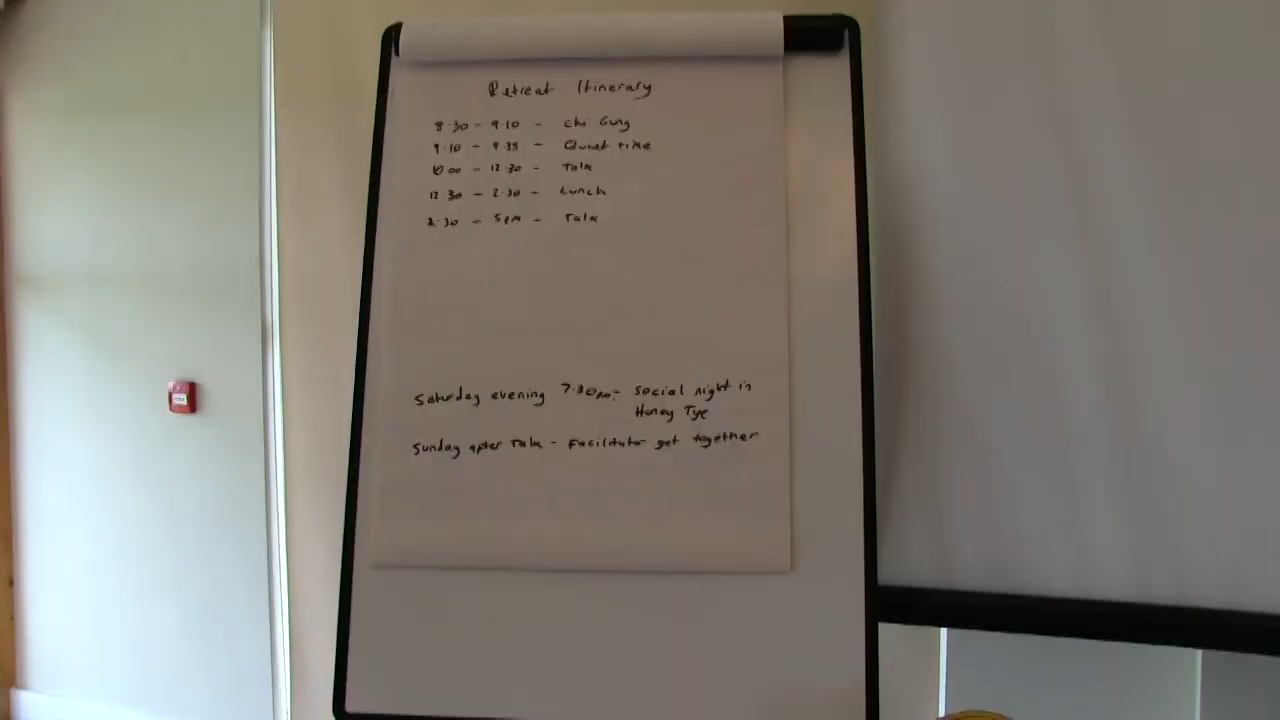 Retreat Itinerary
8.30 - 9.10 - Chi Gung
9.10 - 9.35 - Quiet time
10.00 - 12.30 - Talk
12.30 - 2.30 - Lunch
2.30 - 5pm - Talk
Saturday evening 7.30pm - Social night in
Honey Tye
Sunday after Talk - Facilitator get together